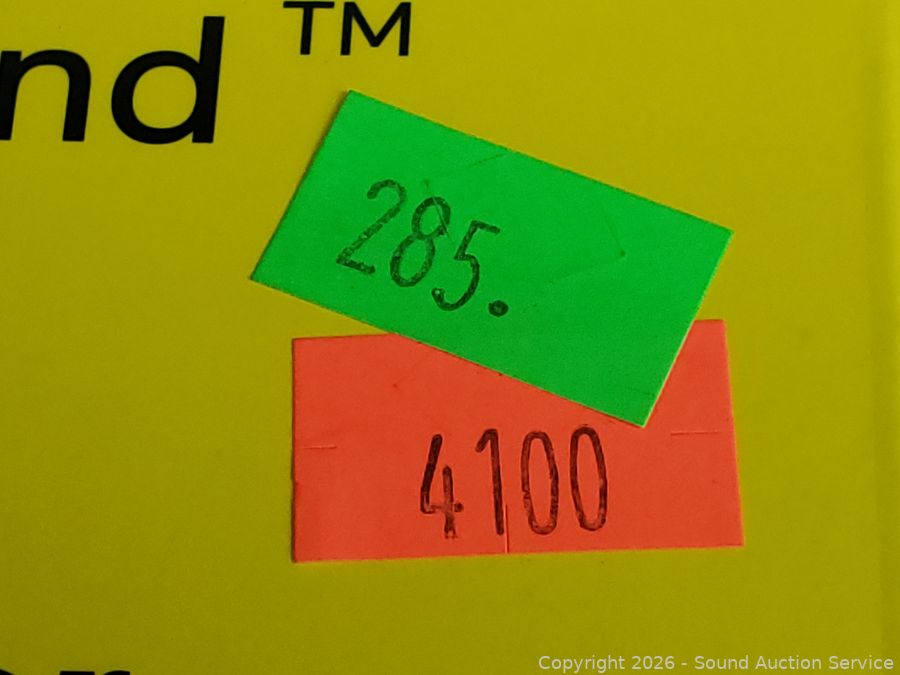 nd ™
285.
4100
Copyright 2026 - Sound Auction Service